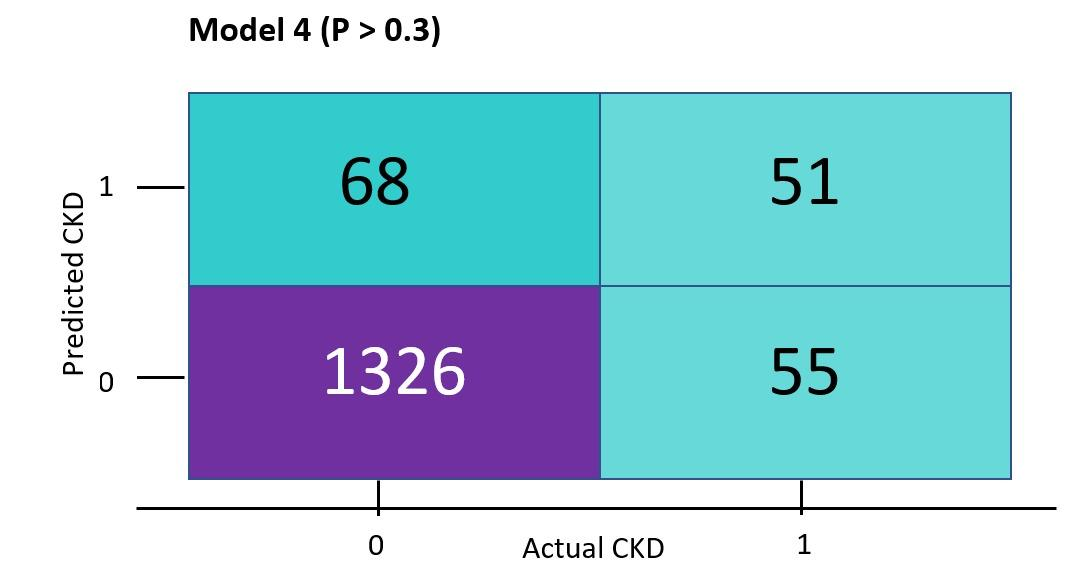 Model 4 (P > 0.3)
68 51
1
Predicted CKD
1326 55
0
0 Actual CKD 1